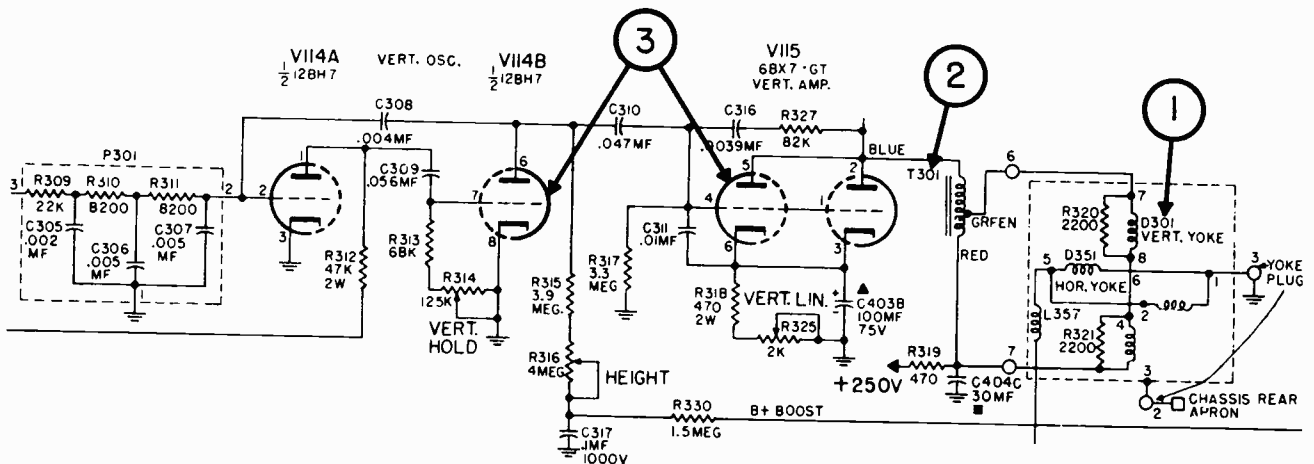 3
V114A
1/2 12BH7
VERT. OSC.
V114B
1/2 12BH7
V115
6BX7-GT
VERT. AMP.
2
1
C308
.004MF
C310
.047MF
C316
.0039MF
R327
82K
BLUE
T301
6
P301
3
R309
22K
R310
8200
R311
8200
2
2
1
3
C305
.002
MF
C306
.005
MF
C307
.005
MF
1
R312
47K
2W
C309
.056MF
7
6
8
R313
68K
R314
125K
VERT.
HOLD
R315
3.9
MEG.
R316
4MEG
HEIGHT
C317
.1MF
1000V
R330
1.5MEG
B+ BOOST
R317
3.3
MEG
C311
.01MF
4
5
6
1
2
3
R318
470
2W
VERT. LIN.
R325
2K
+
▲
C403B
100MF
75V
GREEN
RED
R319
470
+250V
C404C
30MF
■
7
7
R320
2200
D301
VERT. YOKE
8
5
D351
HOR. YOKE
6
1
3
YOKE
PLUG
2
L357
4
R321
2200
3
2
CHASSIS REAR
APRON